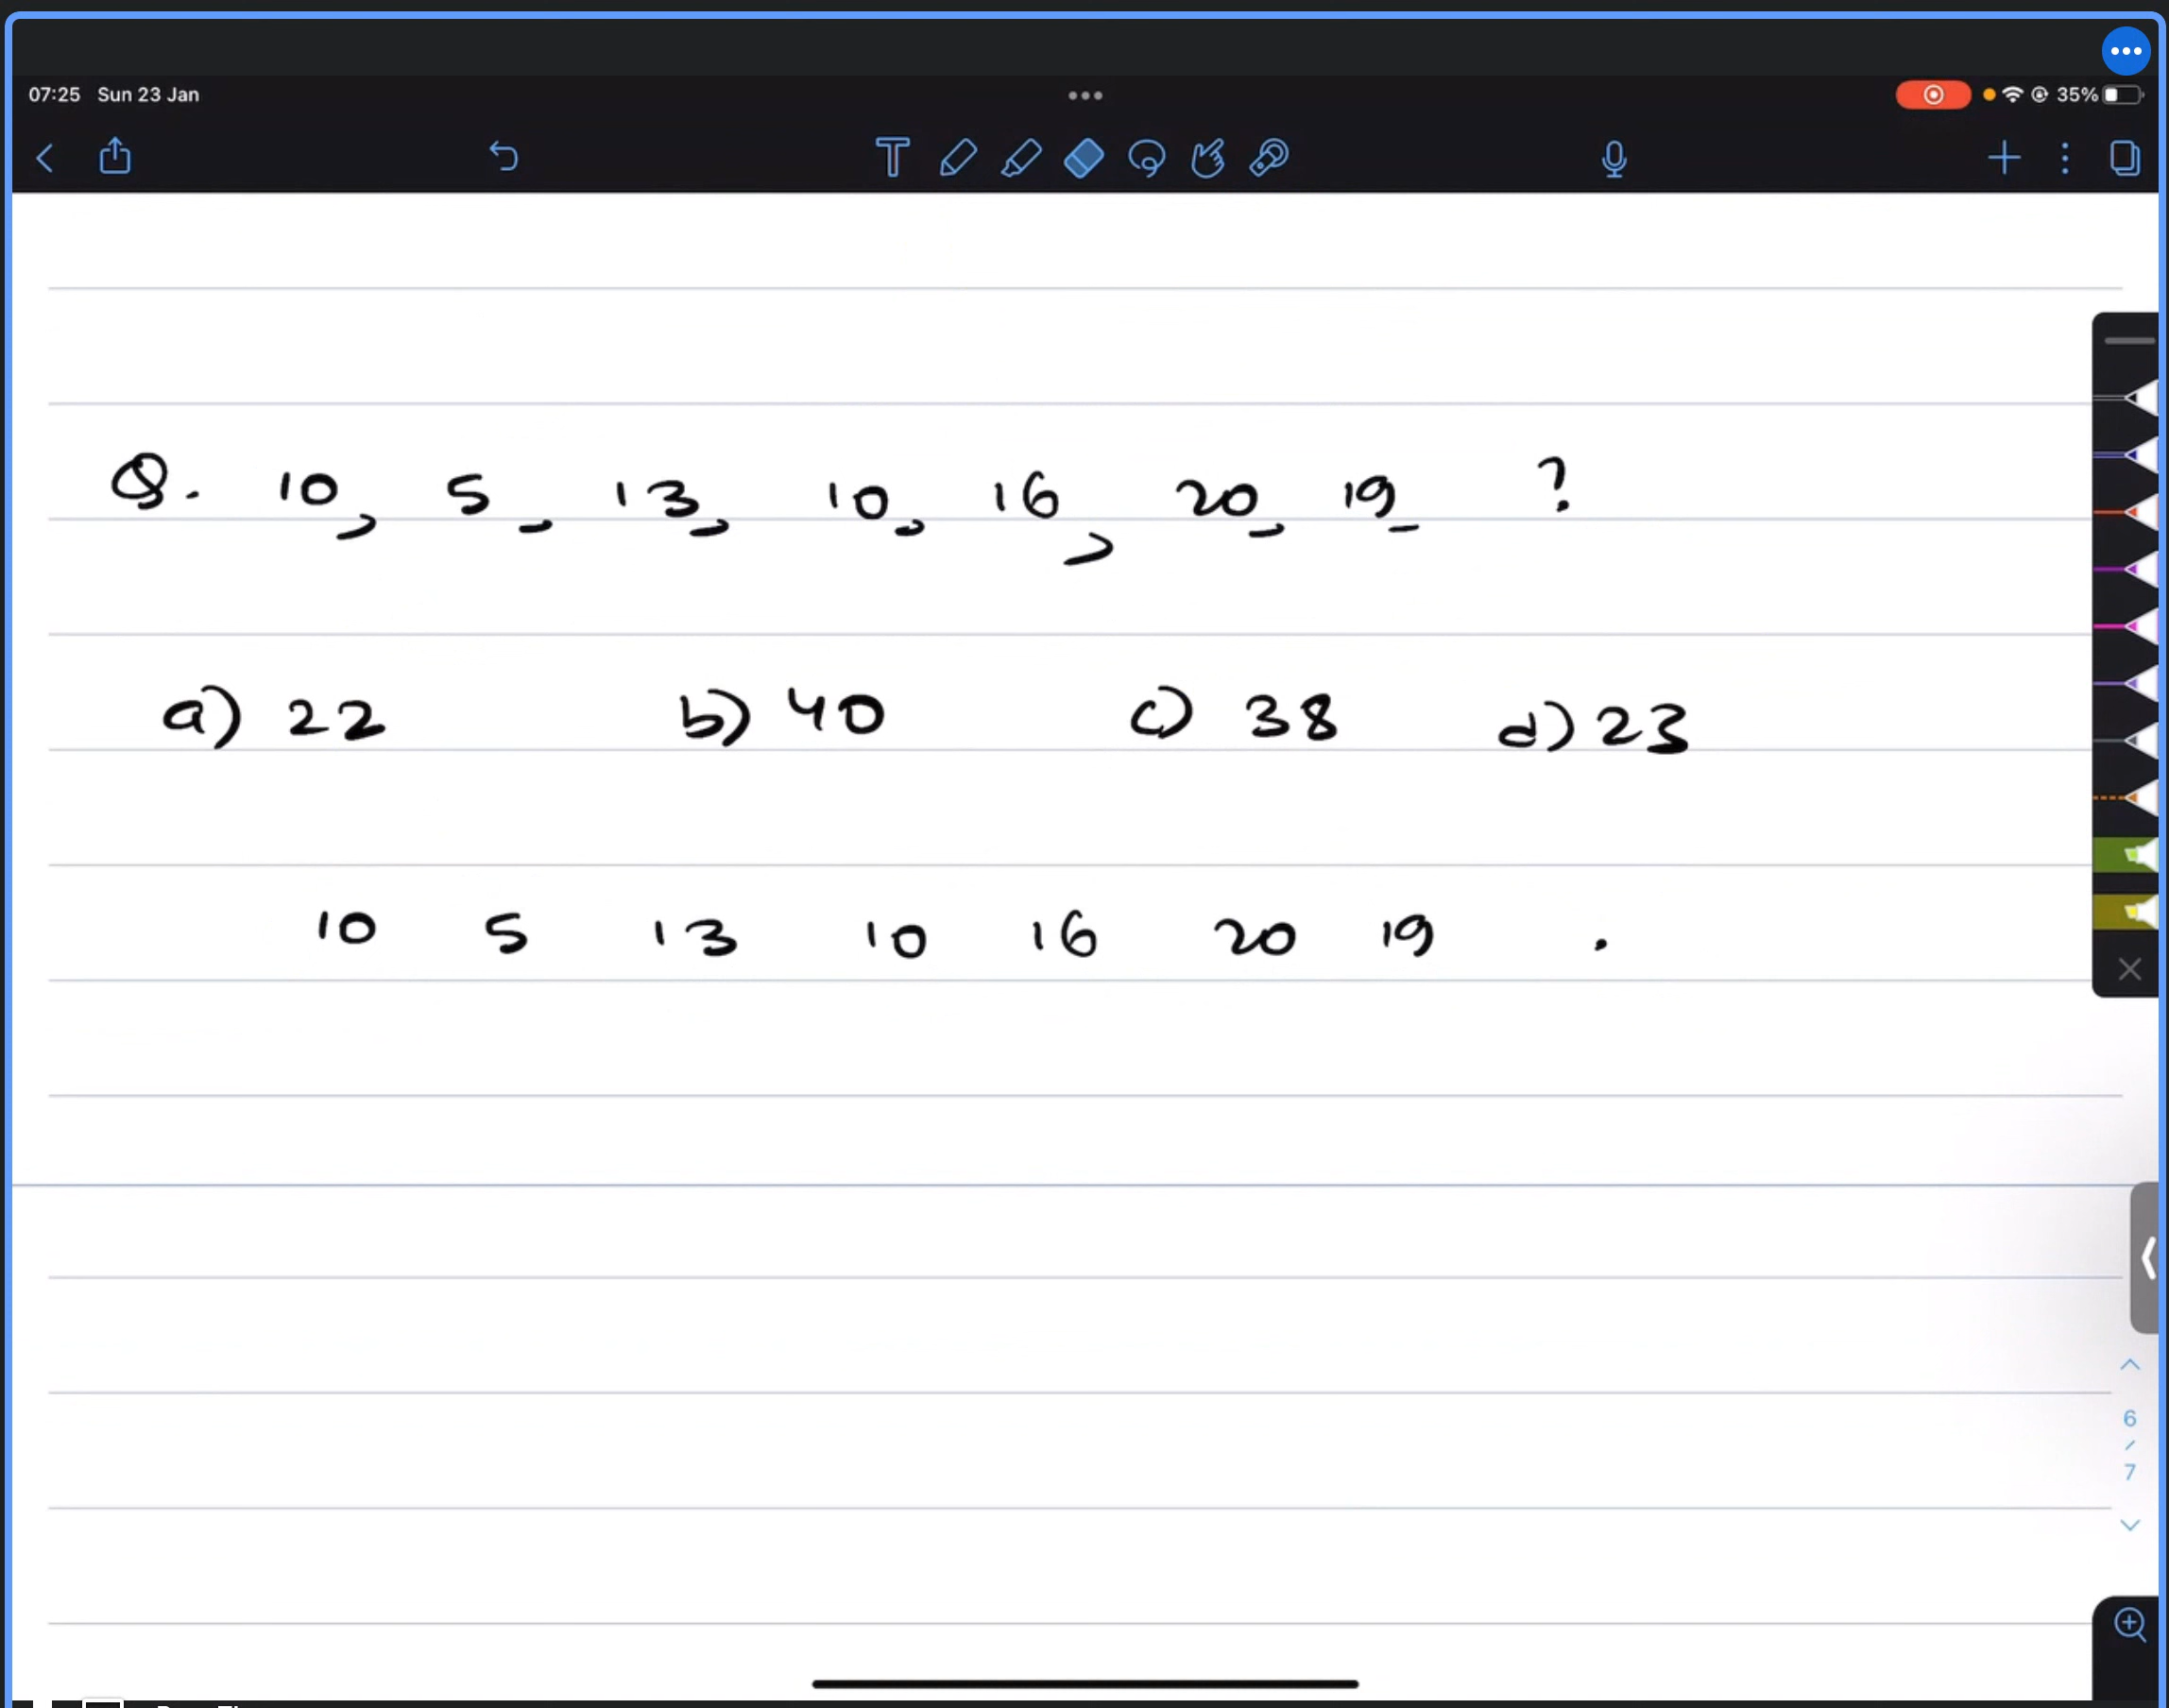 07:25 Sun 23 Jan
35%
Q. 10, 5, 13, 10, 16, 20, 19, ?
a) 22 b) 40 c) 38 d) 23
10 5 13 10 16 20 19 .
6
/
7